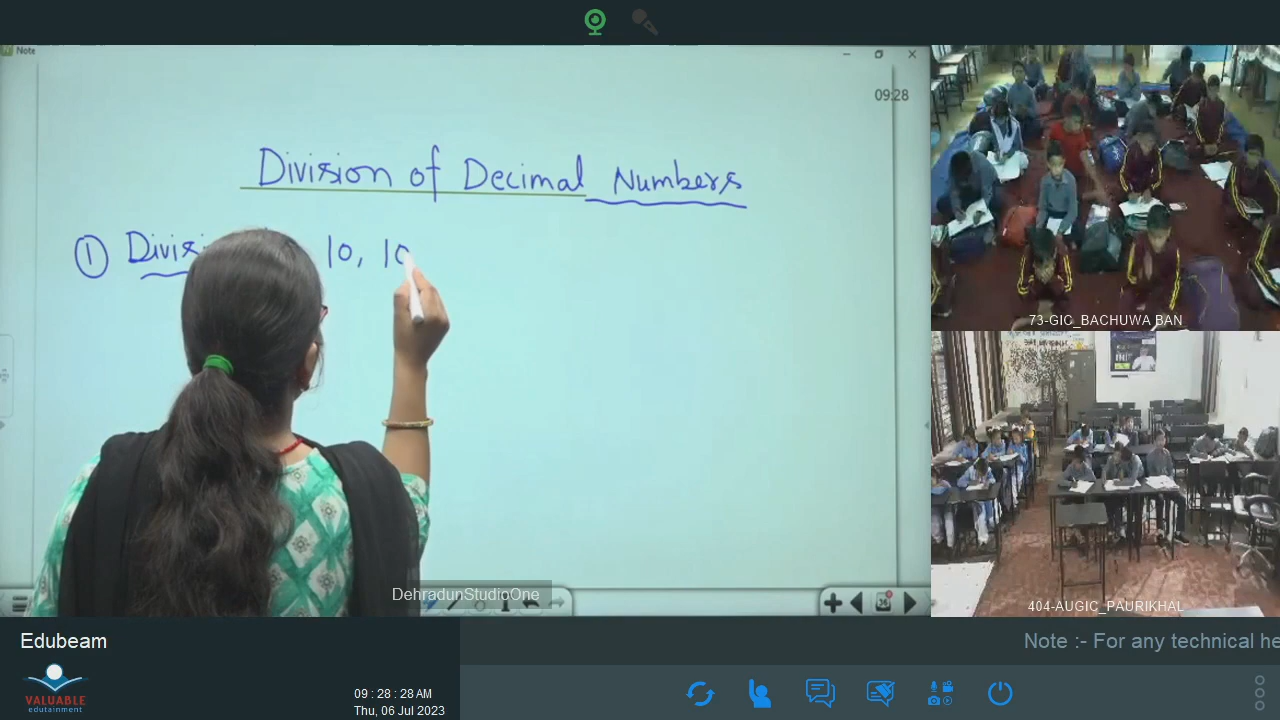 Note
09:28
Division of Decimal Numbers
① Divisi 10, 10
73-GIC_BACHUWA BAN
404-AUGIC_PAURIKHAL
DehradunStudioOne
Edubeam
Note :- For any technical he
VALUABLE
edutainment
09 : 28 : 28 AM
Thu, 06 Jul 2023